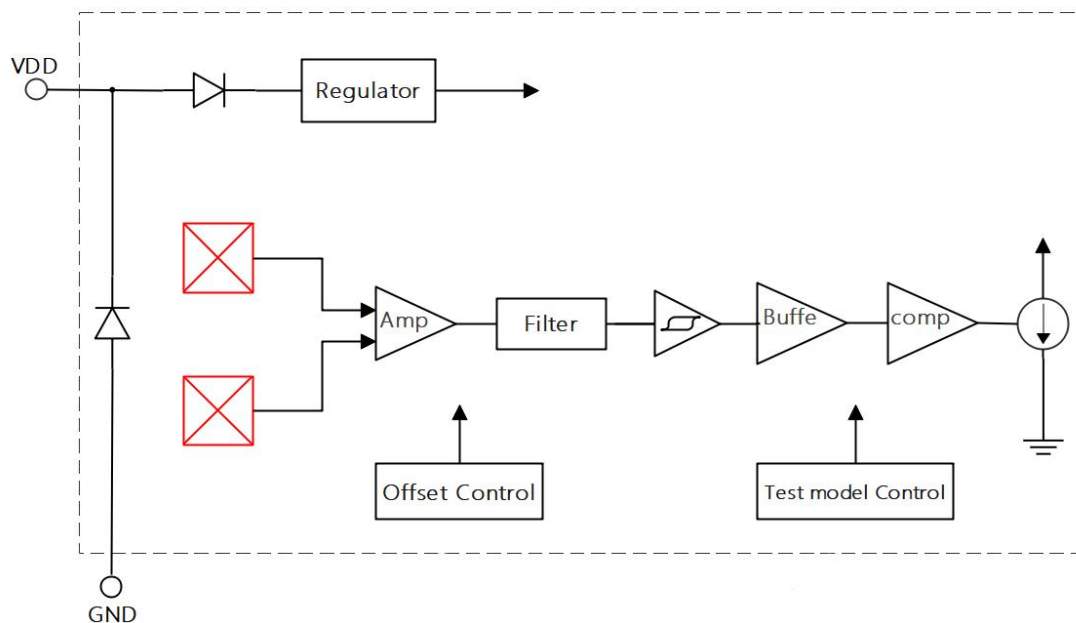 VDD
Regulator
Amp
Filter
Buffe
comp
Offset Control
Test model Control
GND